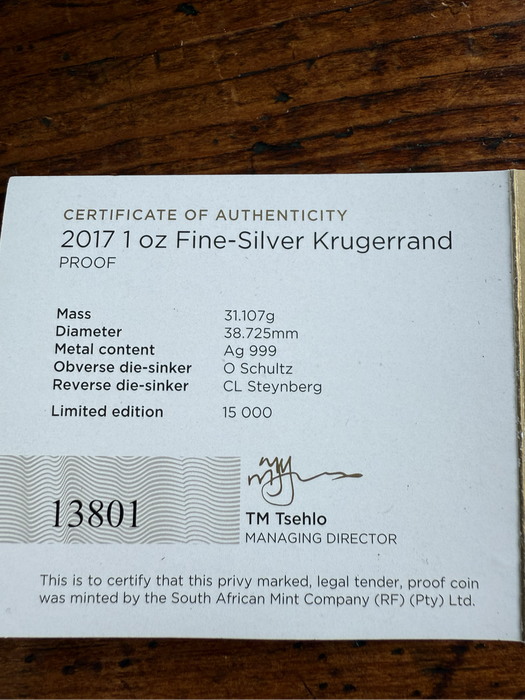 CERTIFICATE OF AUTHENTICITY
2017 1 oz Fine-Silver Krugerrand
PROOF
Mass 31.107g
Diameter 38.725mm
Metal content Ag 999
Obverse die-sinker O Schultz
Reverse die-sinker CL Steynberg
Limited edition 15 000
13801
TM Tsehlo
MANAGING DIRECTOR
This is to certify that this privy marked, legal tender, proof coin
was minted by the South African Mint Company (RF) (Pty) Ltd.